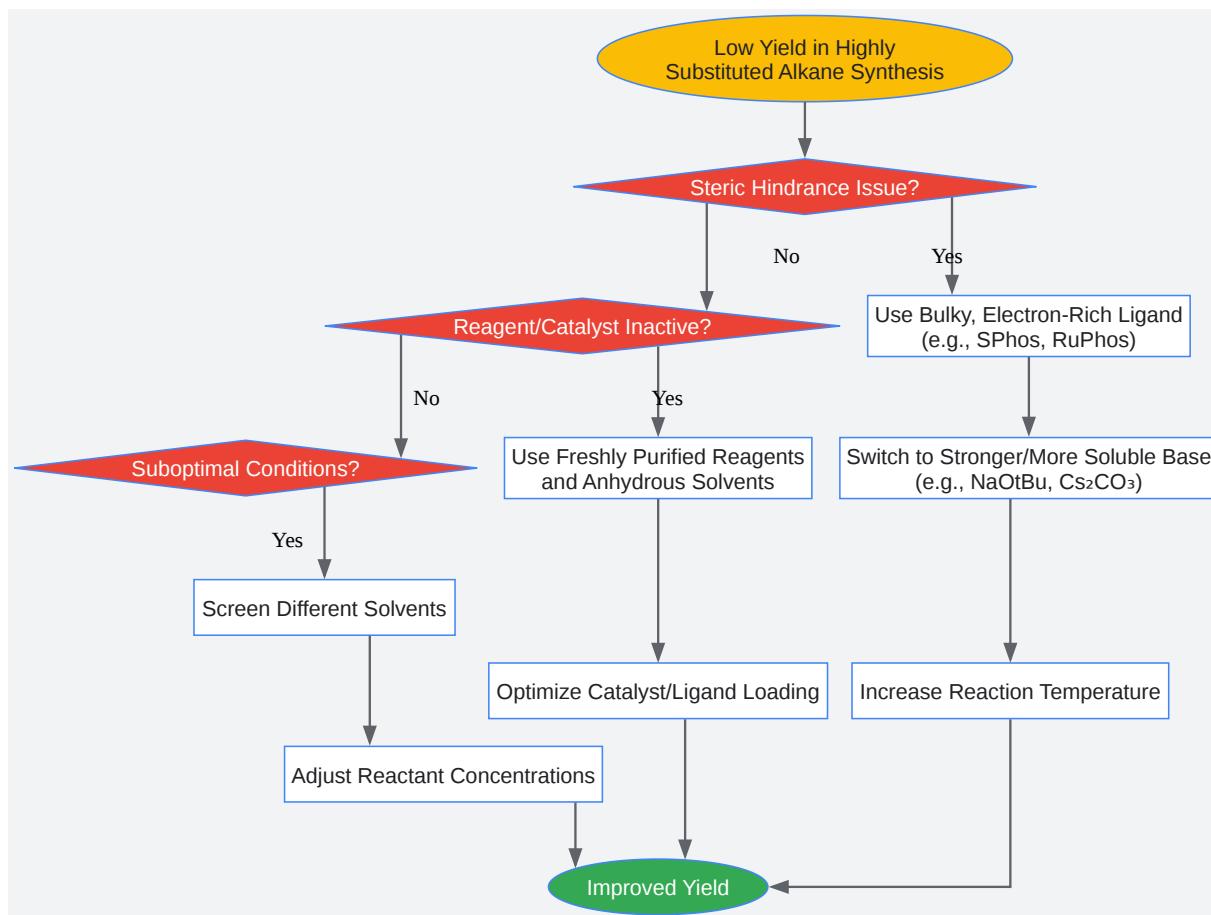 Low Yield in Highly
Substituted Alkane Synthesis
Steric Hindrance Issue?
No
Yes
Reagent/Catalyst Inactive?
Use Bulky, Electron-Rich Ligand
(e.g., SPhos, RuPhos)
No
Yes
Suboptimal Conditions?
Use Freshly Purified Reagents
and Anhydrous Solvents
Switch to Stronger/More Soluble Base
(e.g., NaOtBu, Cs₂CO₃)
Yes
Screen Different Solvents
Optimize Catalyst/Ligand Loading
Increase Reaction Temperature
Adjust Reactant Concentrations
Improved Yield